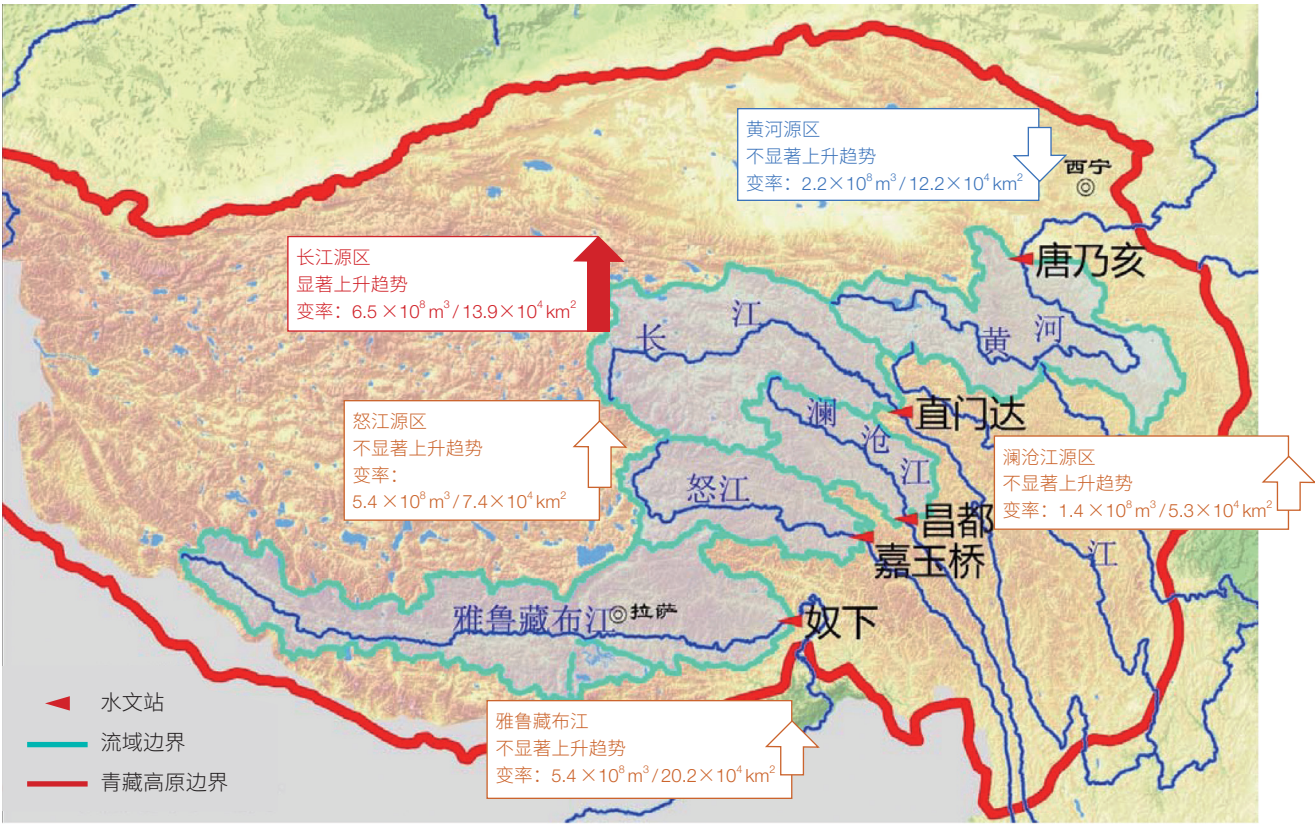 黄河源区
不显著上升趋势
变率：2.2×10⁸m³/12.2×10⁴km²
西宁
长江源区
显著上升趋势
变率：6.5×10⁸m³/13.9×10⁴km²
唐乃亥
长
江
黄
河
怒江源区
不显著上升趋势
变率：
5.4×10⁸m³/7.4×10⁴km²
澜
沧
江
直门达
澜沧江源区
不显著上升趋势
变率：1.4×10⁸m³/5.3×10⁴km²
怒江
昌都
嘉玉桥
江
雅鲁藏布江
拉萨
奴下
雅鲁藏布江
不显著上升趋势
变率：5.4×10⁸m³/20.2×10⁴km²
水文站
流域边界
青藏高原边界